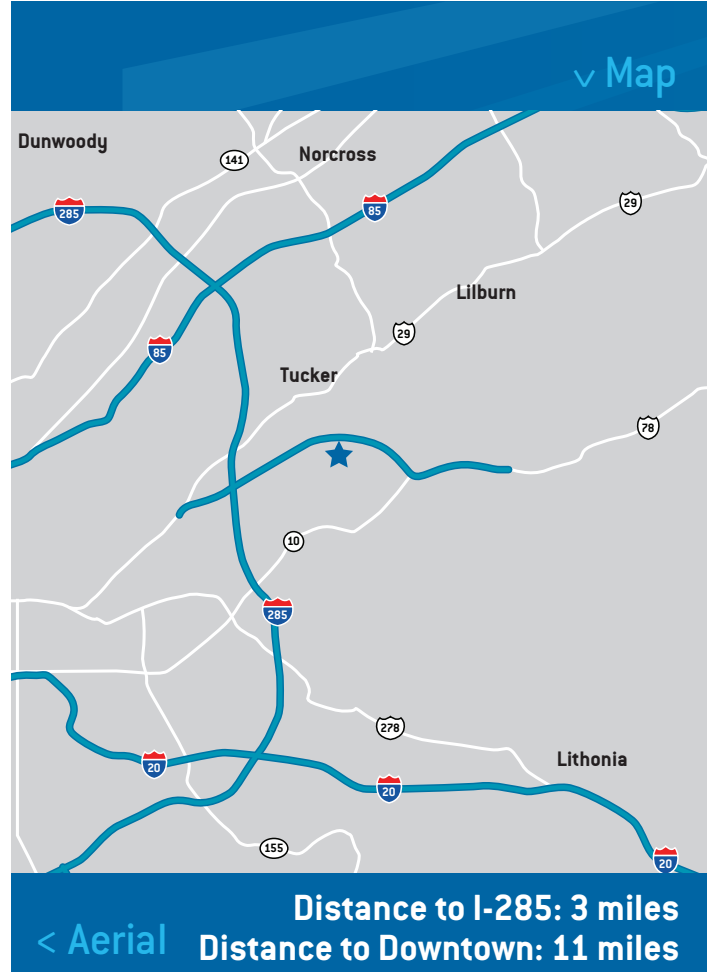 ˅ Map
Dunwoody
141
Norcross
285
85
29
Lilburn
29
85
Tucker
78
10
285
278
Lithonia
20
20
155
20
Distance to I-285: 3 miles
< Aerial
Distance to Downtown: 11 miles